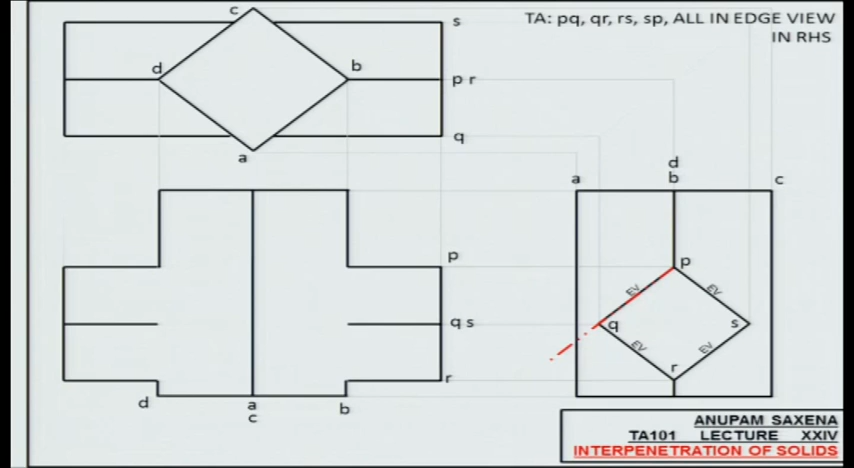 TA: pq, qr, rs, sp, ALL IN EDGE VIEW
IN RHS
c
s
d
b
p r
q
a
d
a
b
c
p
p
EV
EV
q s
q
s
EV
EV
r
r
d
a
b
c
ANUPAM SAXENA
TA101 LECTURE XXIV
INTERPENETRATION OF SOLIDS